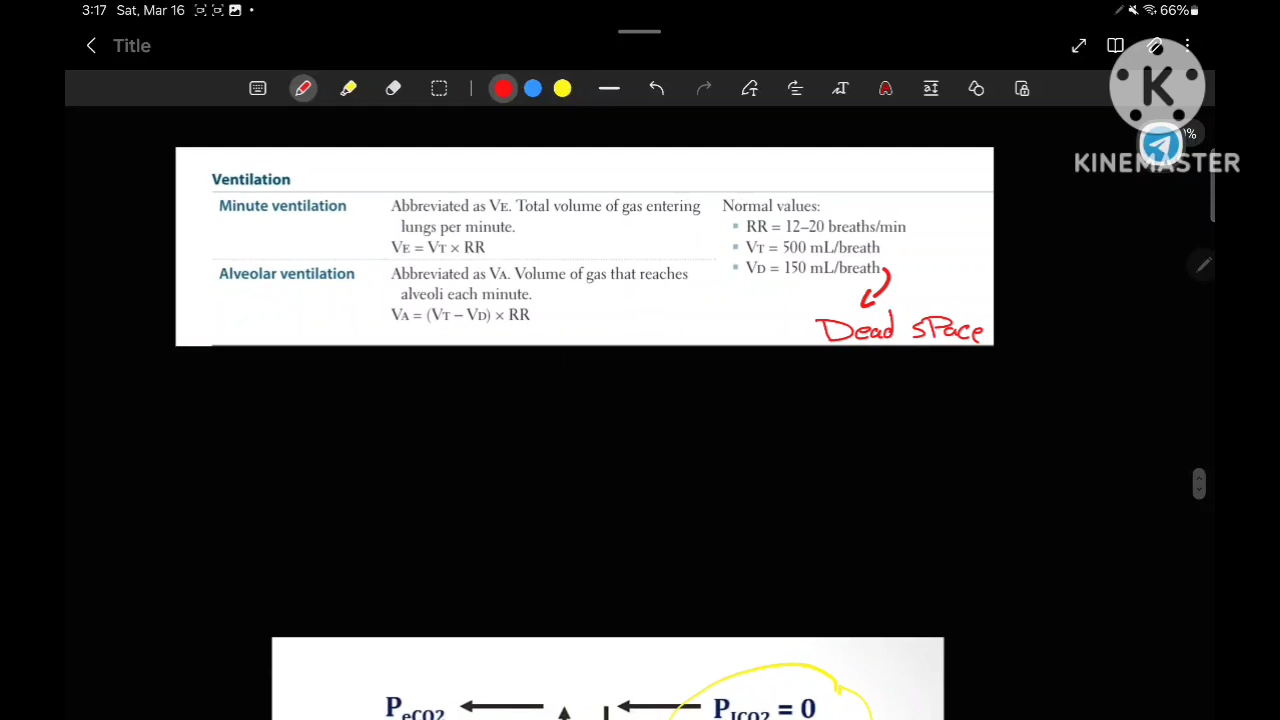 3:17 Sat, Mar 16
66%
Title
KINEMASTER
Ventilation
Minute ventilation
Abbreviated as VE. Total volume of gas entering
lungs per minute.
VE = VT × RR
Alveolar ventilation
Abbreviated as VA. Volume of gas that reaches
alveoli each minute.
VA = (VT − VD) × RR
Normal values:
▪ RR = 12–20 breaths/min
▪ VT = 500 mL/breath
▪ VD = 150 mL/breath
Dead sPace
PeCO2
PICO2 = 0